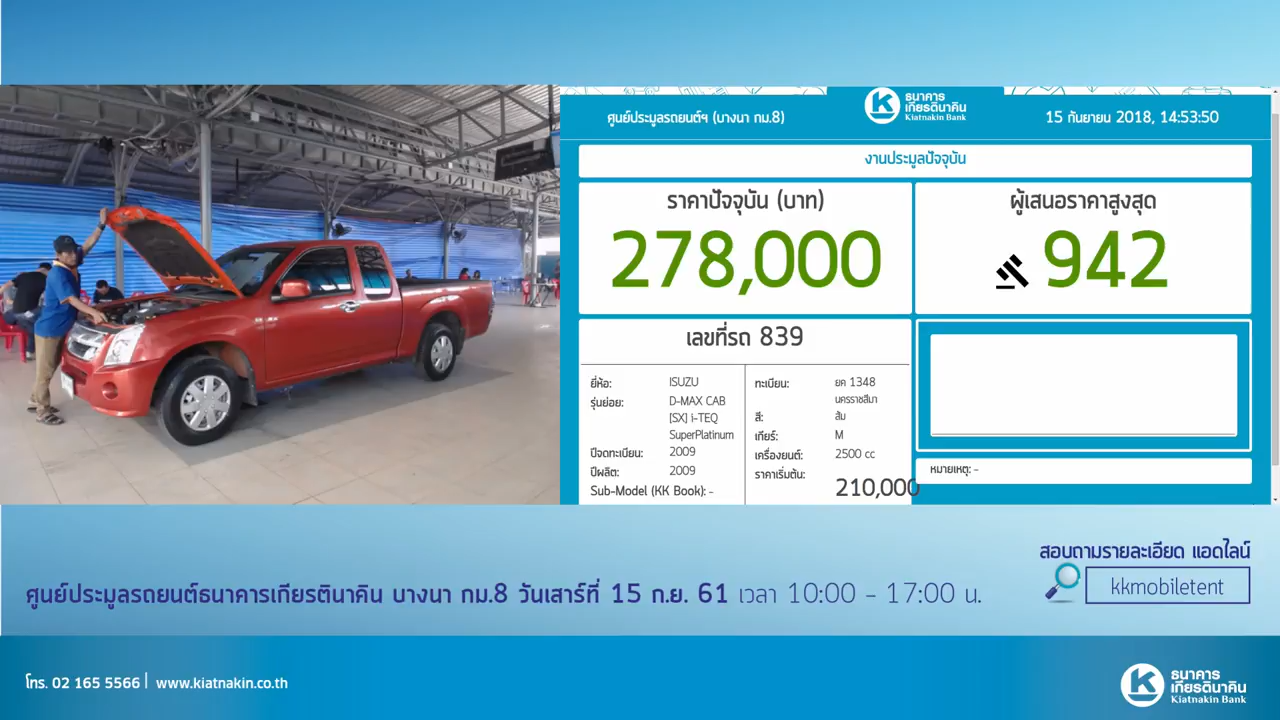 ศูนย์ประมูลรถยนต์ฯ (บางนา กม.8)
ธนาคาร
เกียรตินาคิน
Kiatnakin Bank
15 กันยายน 2018, 14:53:50
งานประมูลปัจจุบัน
ราคาปัจจุบัน (บาท)
278,000
ผู้เสนอราคาสูงสุด
942
เลขที่รถ 839
ยี่ห้อ: ISUZU
รุ่นย่อย: D-MAX CAB
[SX] i-TEQ
SuperPlatinum
ปีจดทะเบียน: 2009
ปีผลิต: 2009
Sub-Model (KK Book): -
ทะเบียน: ยค 1348
นครราชสีมา
สี: ส้ม
เกียร์: M
เครื่องยนต์: 2500 cc
ราคาเริ่มต้น:
210,000
หมายเหตุ: -
สอบถามรายละเอียด แอดไลน์
kkmobiletent
ศูนย์ประมูลรถยนต์ธนาคารเกียรตินาคิน บางนา กม.8 วันเสาร์ที่ 15 ก.ย. 61 เวลา 10:00 - 17:00 น.
โทร. 02 165 5566 | www.kiatnakin.co.th
ธนาคาร
เกียรตินาคิน
Kiatnakin Bank